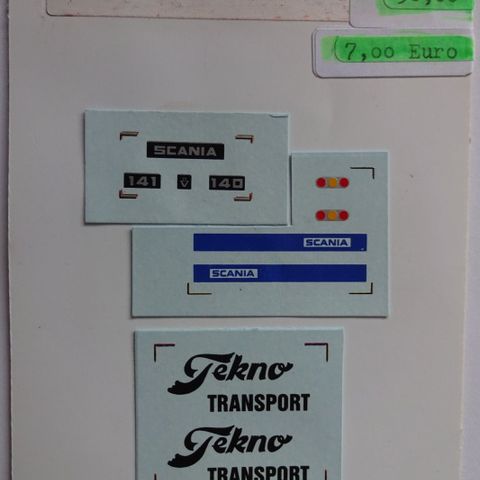 7,00 Euro
SCANIA
141 V 140
SCANIA
SCANIA
Tekno
TRANSPORT
Tekno
TRANSPORT